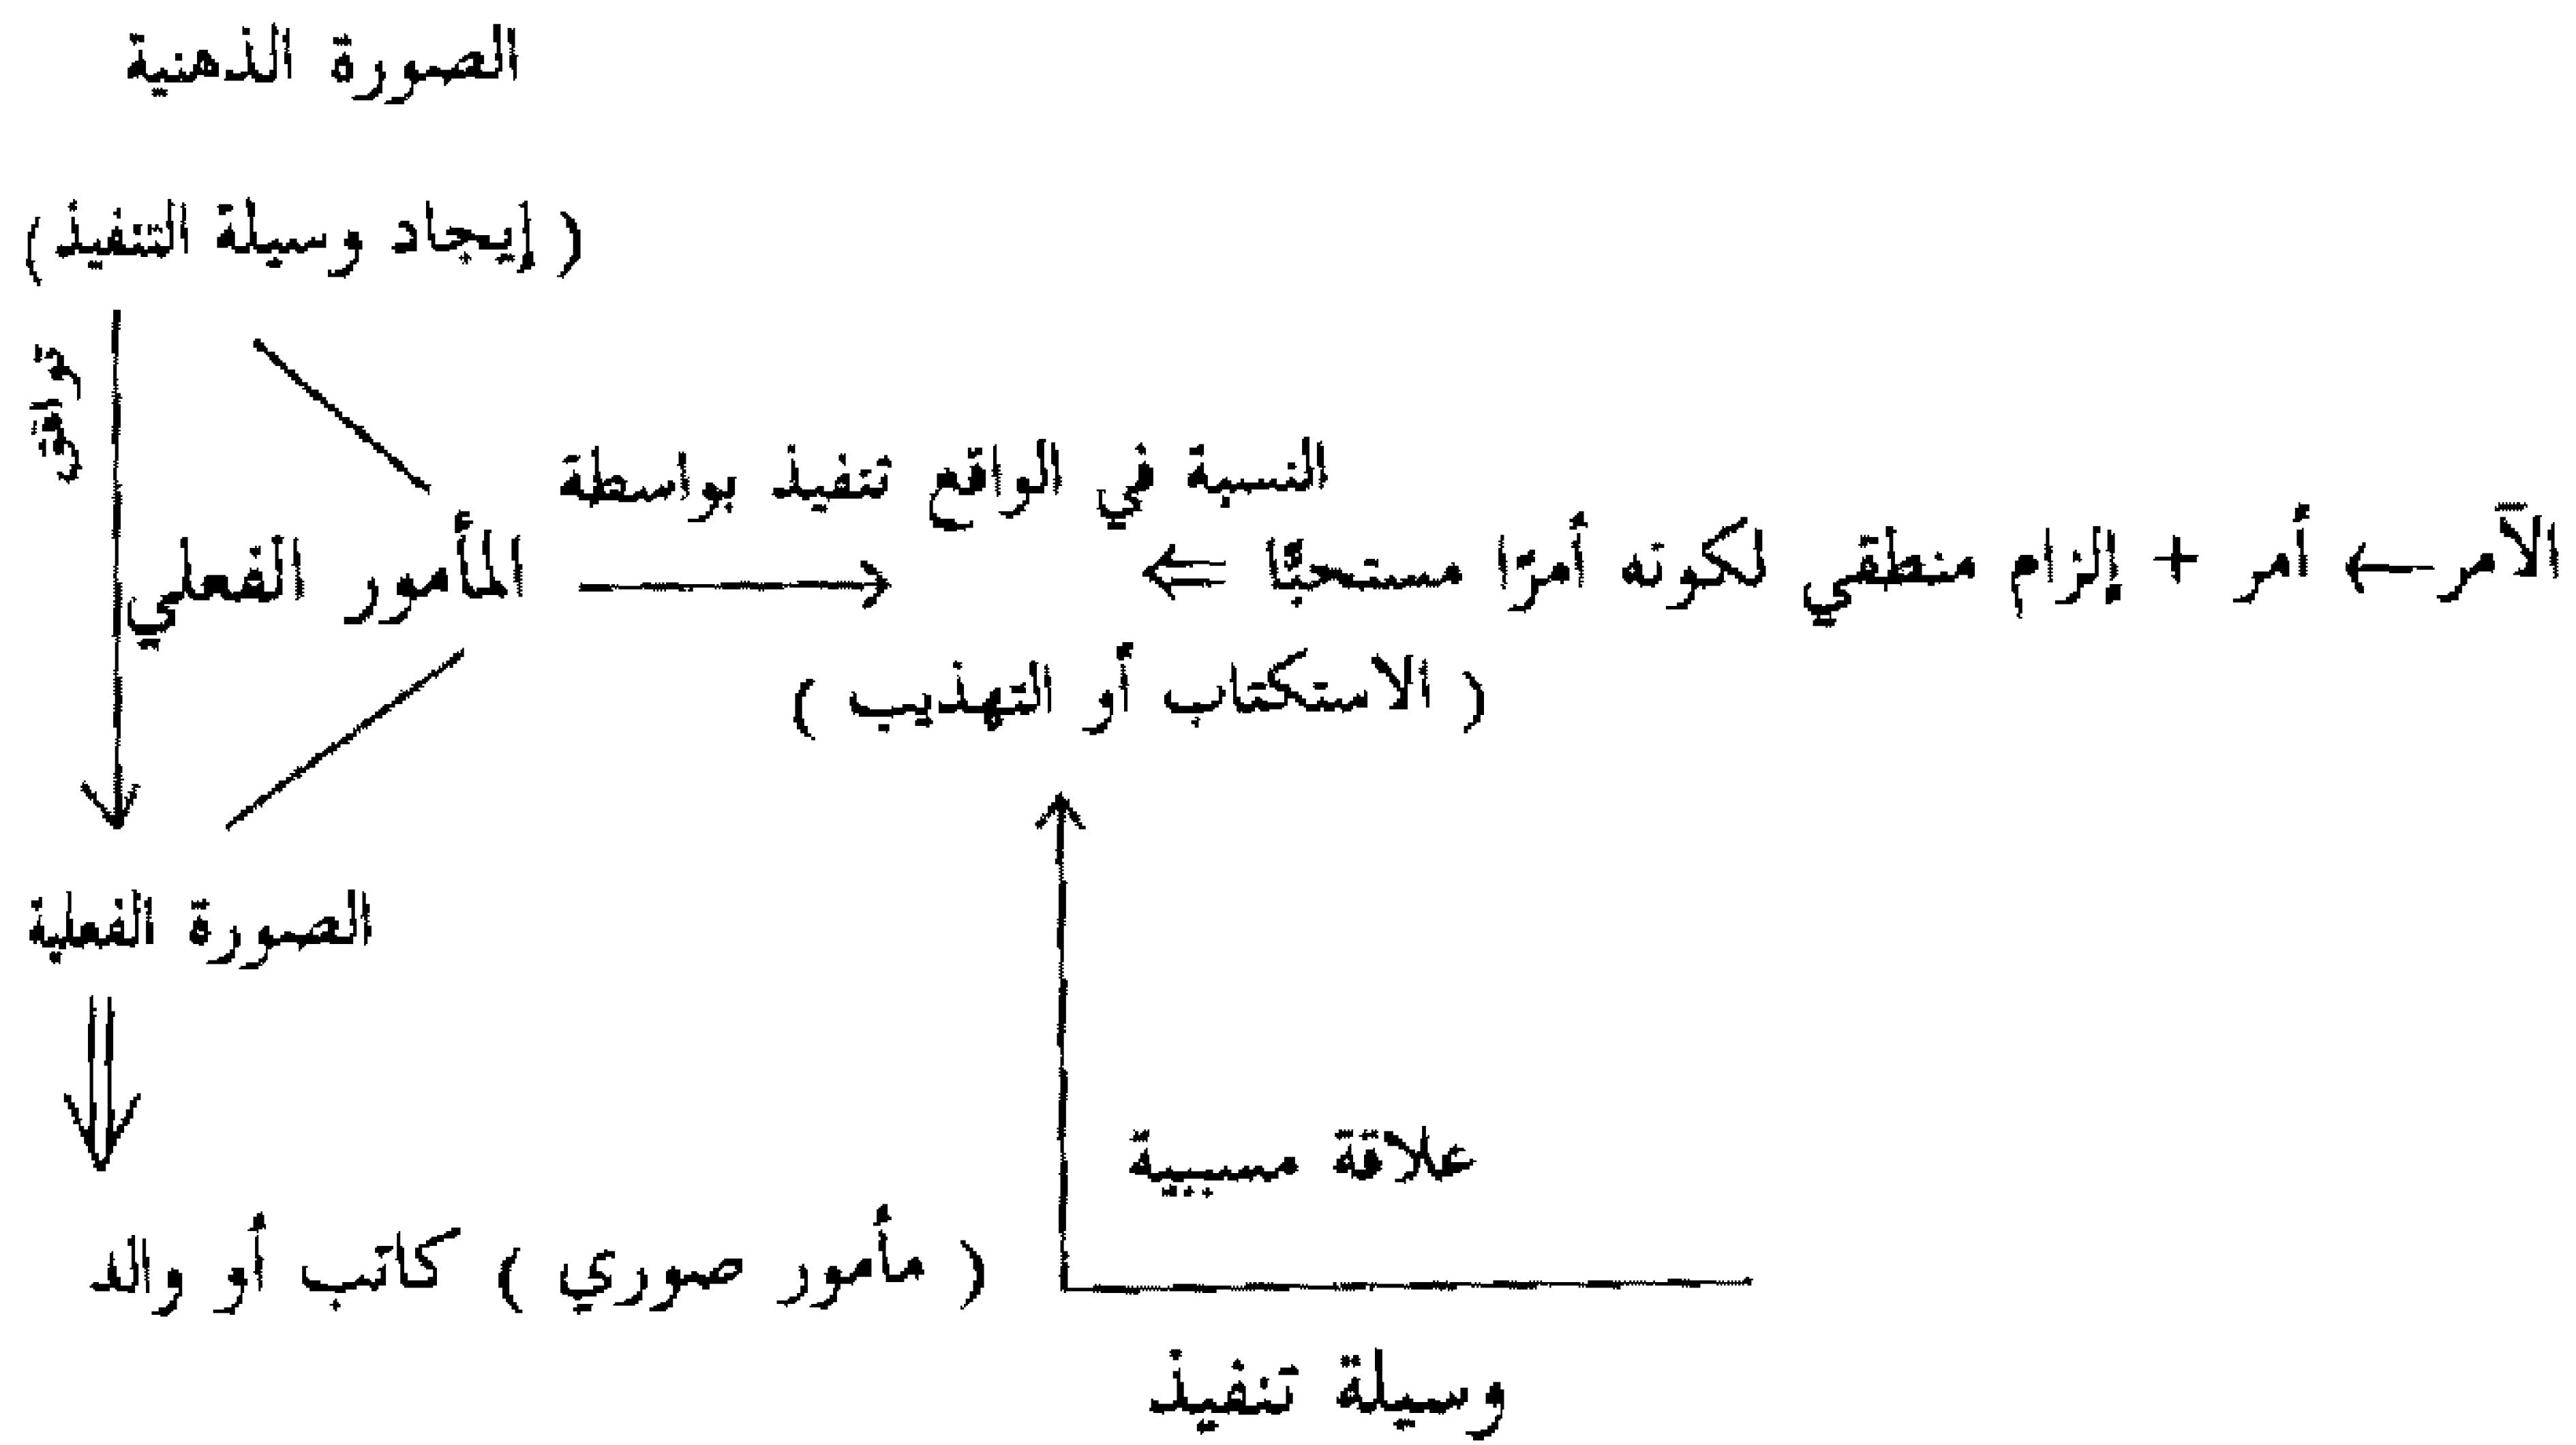 الصورة الذهنية
( إيجاد وسيلة التنفيذ )
توافق
النسبة في الواقع تنفيذ بواسطة
الآمر ← أمر + إلزام منطقي لكونه أمرًا مستحبًّا ⇐
المأمور الفعلي
( الاستكتاب أو التهذيب )
الصورة الفعلية
علاقة مسببية
( مأمور صوري ) كاتب أو والد
وسيلة تنفيذ